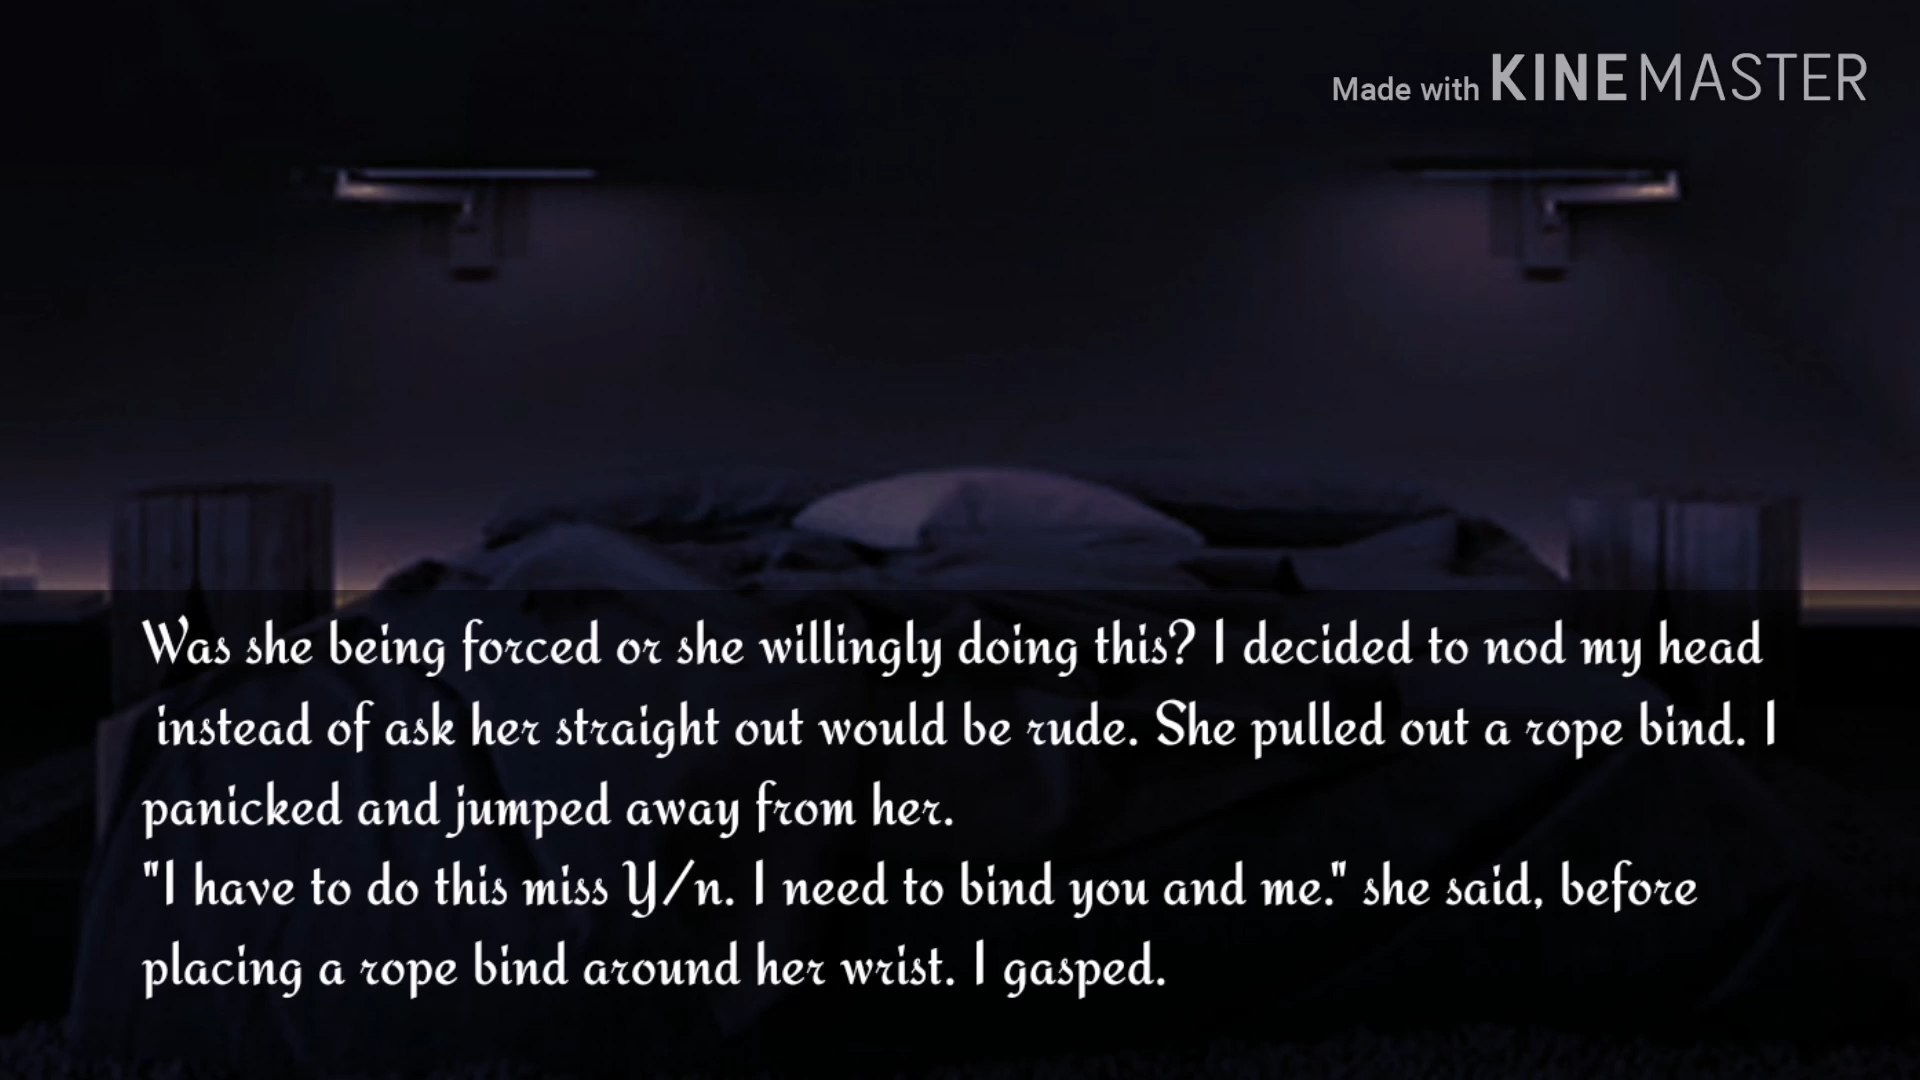 Made with KINEMASTER
Was she being forced or she willingly doing this? I decided to nod my head
instead of ask her straight out would be rude. She pulled out a rope bind. I
panicked and jumped away from her.
"I have to do this miss Y/n. I need to bind you and me." she said, before
placing a rope bind around her wrist. I gasped.